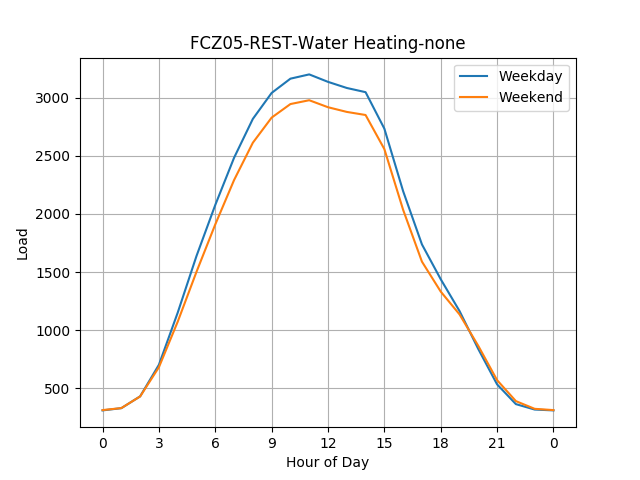 FCZ05-REST-Water Heating-none
Weekday
Weekend
Load
3000
2500
2000
1500
1000
500
0 3 6 9 12 15 18 21 0
Hour of Day